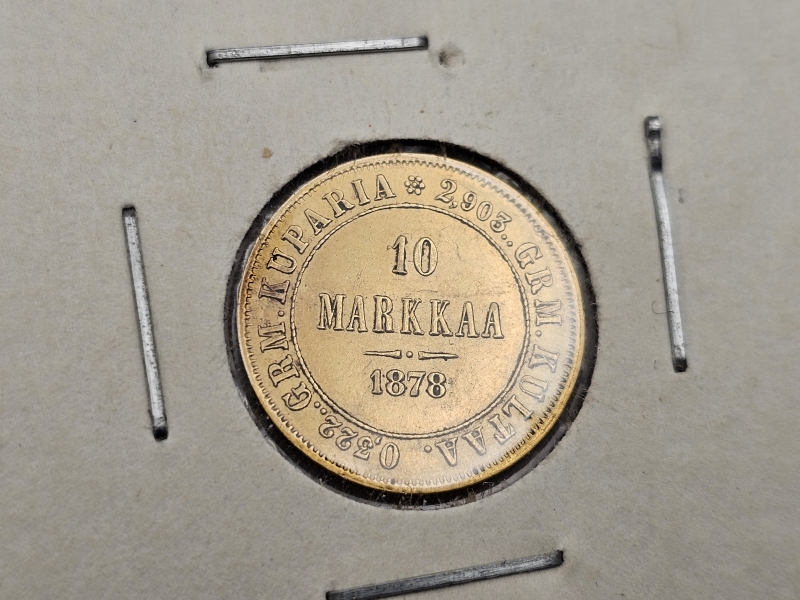 2,903.. GRM. KULTAA. 0,322.. GRM. KUPARIA
10
MARKKAA
1878